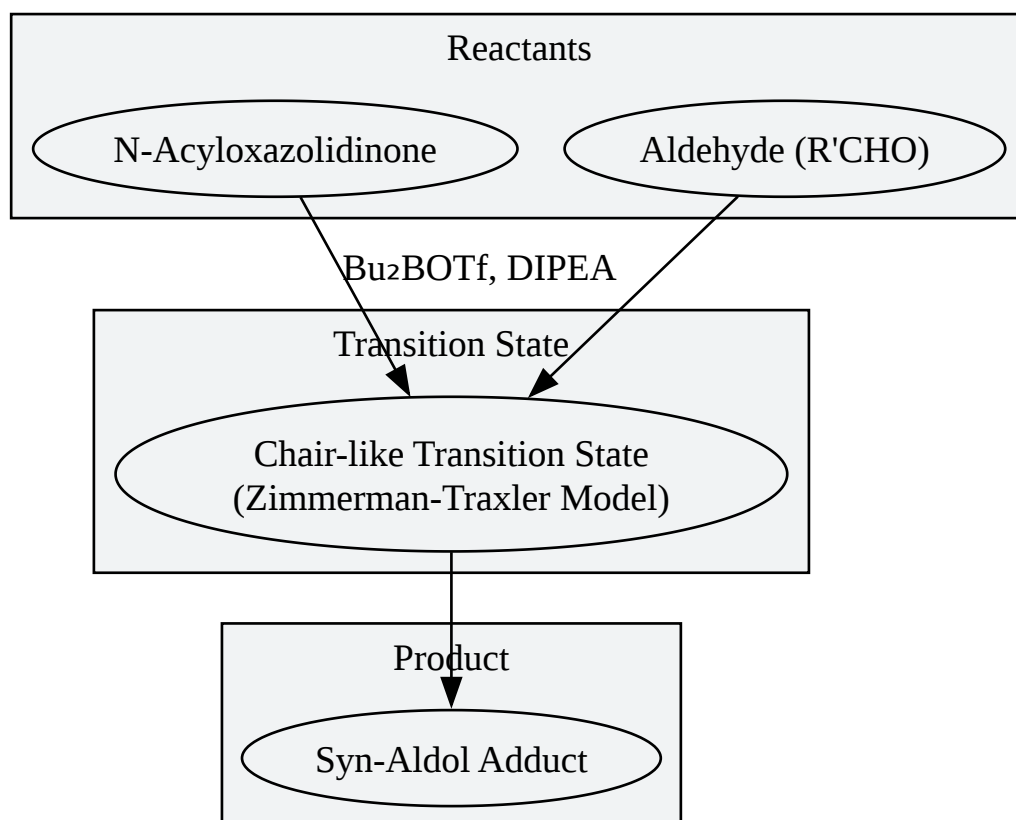 Reactants
N-Acyloxazolidinone
Aldehyde (R'CHO)
Bu₂BOTf, DIPEA
Transition State
Chair-like Transition State
(Zimmerman-Traxler Model)
Product
Syn-Aldol Adduct